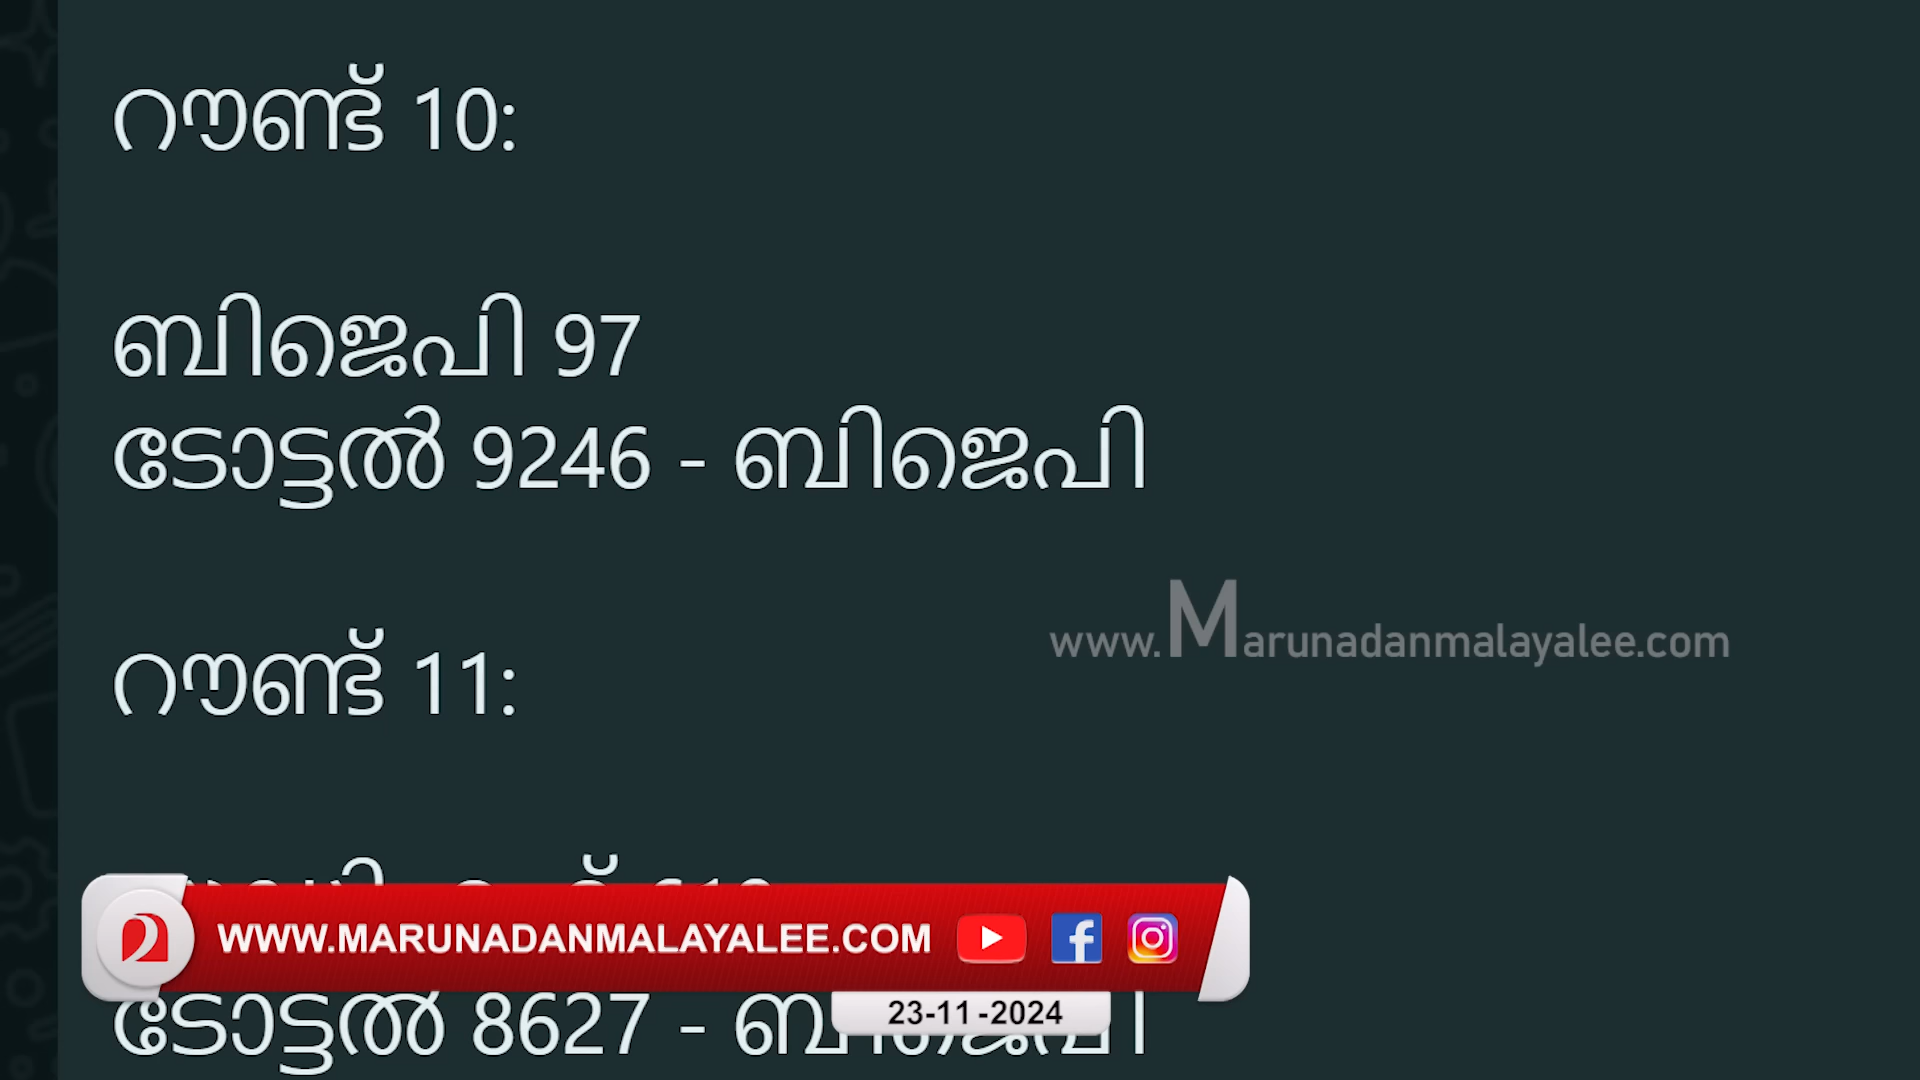 റൗണ്ട് 10:
ബിജെപി 97
ടോട്ടൽ 9246 - ബിജെപി
www.Marunadanmalayalee.com
റൗണ്ട് 11:
WWW.MARUNADANMALAYALEE.COM
ടോട്ടൽ 8627 - ബിജെപി
23-11-2024